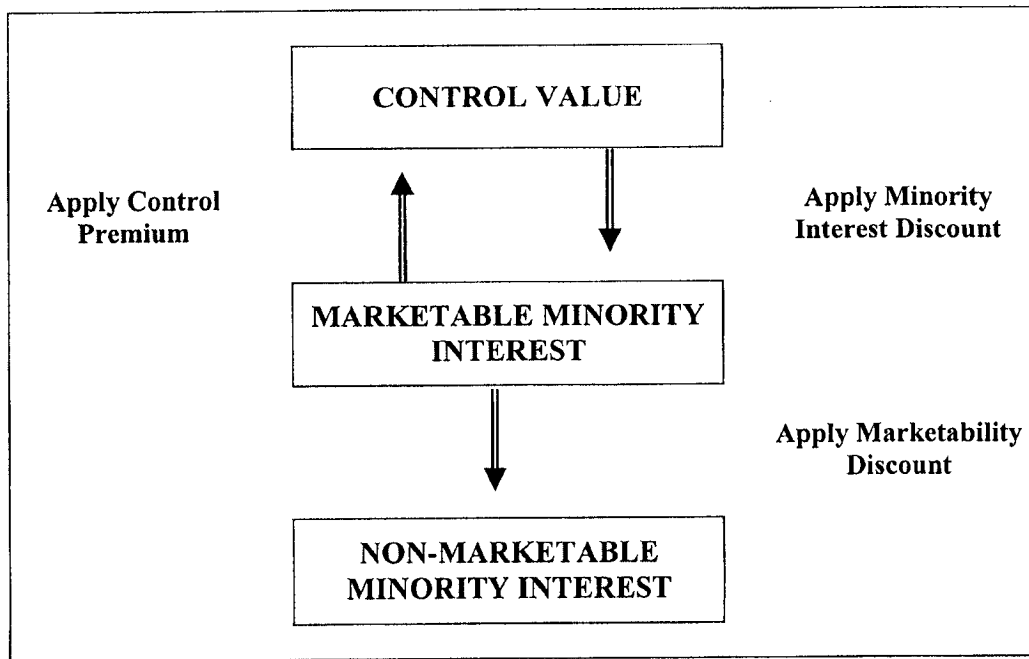 CONTROL VALUE
Apply Control
Premium
Apply Minority
Interest Discount
MARKETABLE MINORITY
INTEREST
Apply Marketability
Discount
NON-MARKETABLE
MINORITY INTEREST